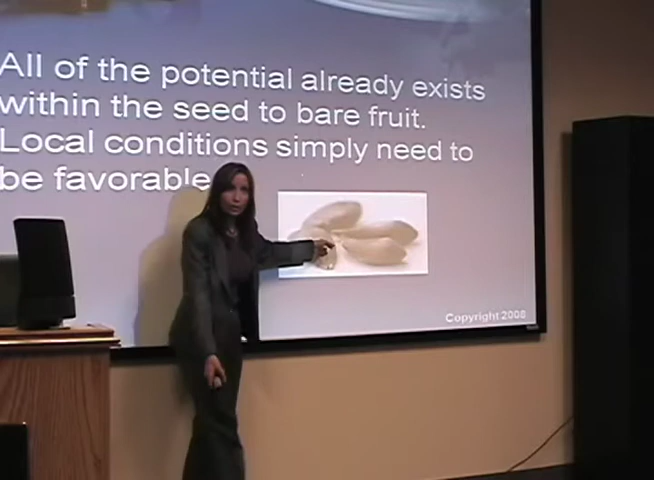 All of the potential already exists
within the seed to bare fruit.
Local conditions simply need to
be favorable.
Copyright 2008